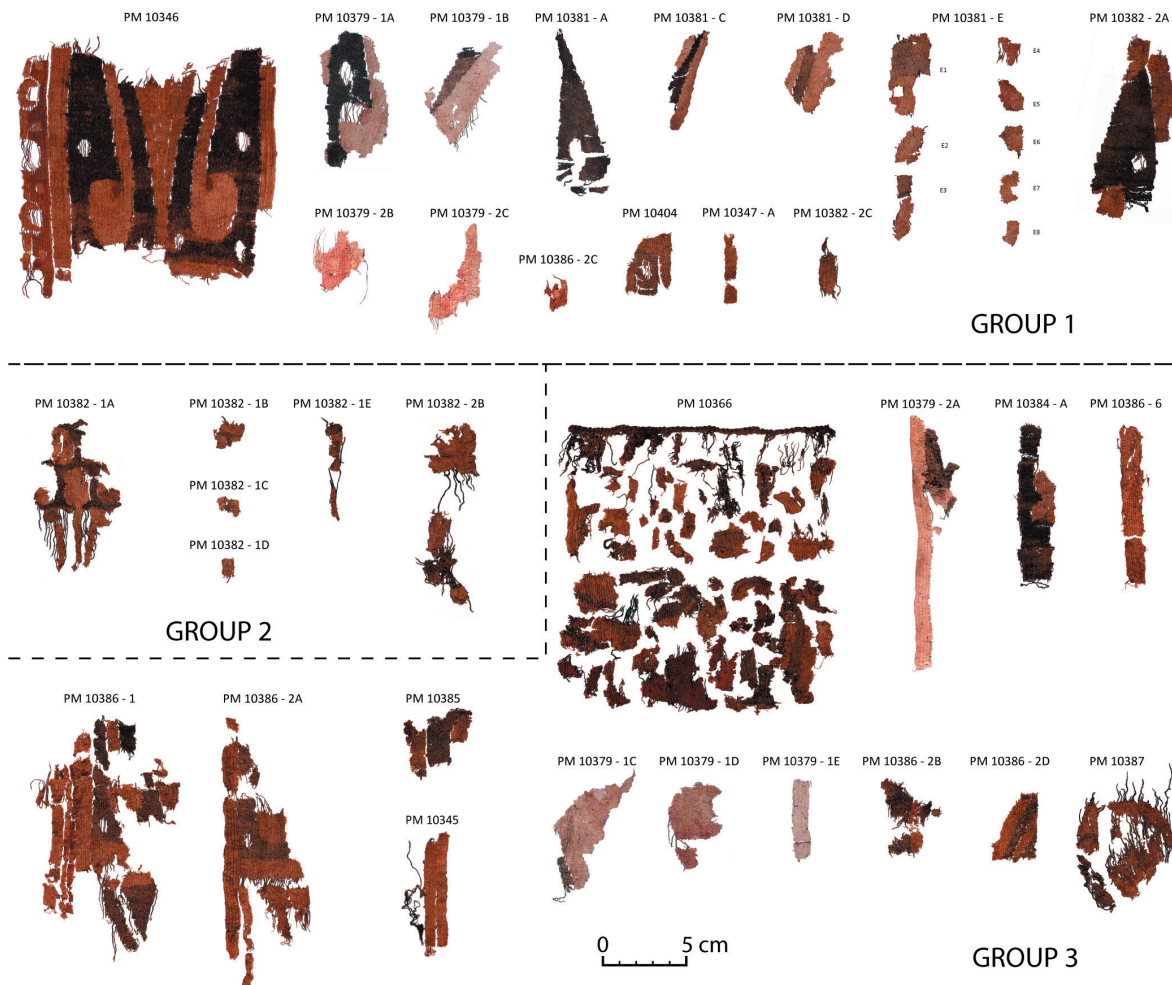 PM 10346
PM 10379 - 1A
PM 10379 - 1B
PM 10381 - A
PM 10381 - C
PM 10381 - D
PM 10381 - E
PM 10382 - 2A
E1
E2
E3
E4
E5
E6
E7
E8
PM 10379 - 2B
PM 10379 - 2C
PM 10386 - 2C
PM 10404
PM 10347 - A
PM 10382 - 2C
GROUP 1
PM 10382 - 1A
PM 10382 - 1B
PM 10382 - 1C
PM 10382 - 1D
PM 10382 - 1E
PM 10382 - 2B
GROUP 2
PM 10366
PM 10379 - 2A
PM 10384 - A
PM 10386 - 6
PM 10386 - 1
PM 10386 - 2A
PM 10385
PM 10345
PM 10379 - 1C
PM 10379 - 1D
PM 10379 - 1E
PM 10386 - 2B
PM 10386 - 2D
PM 10387
0 5 cm
GROUP 3